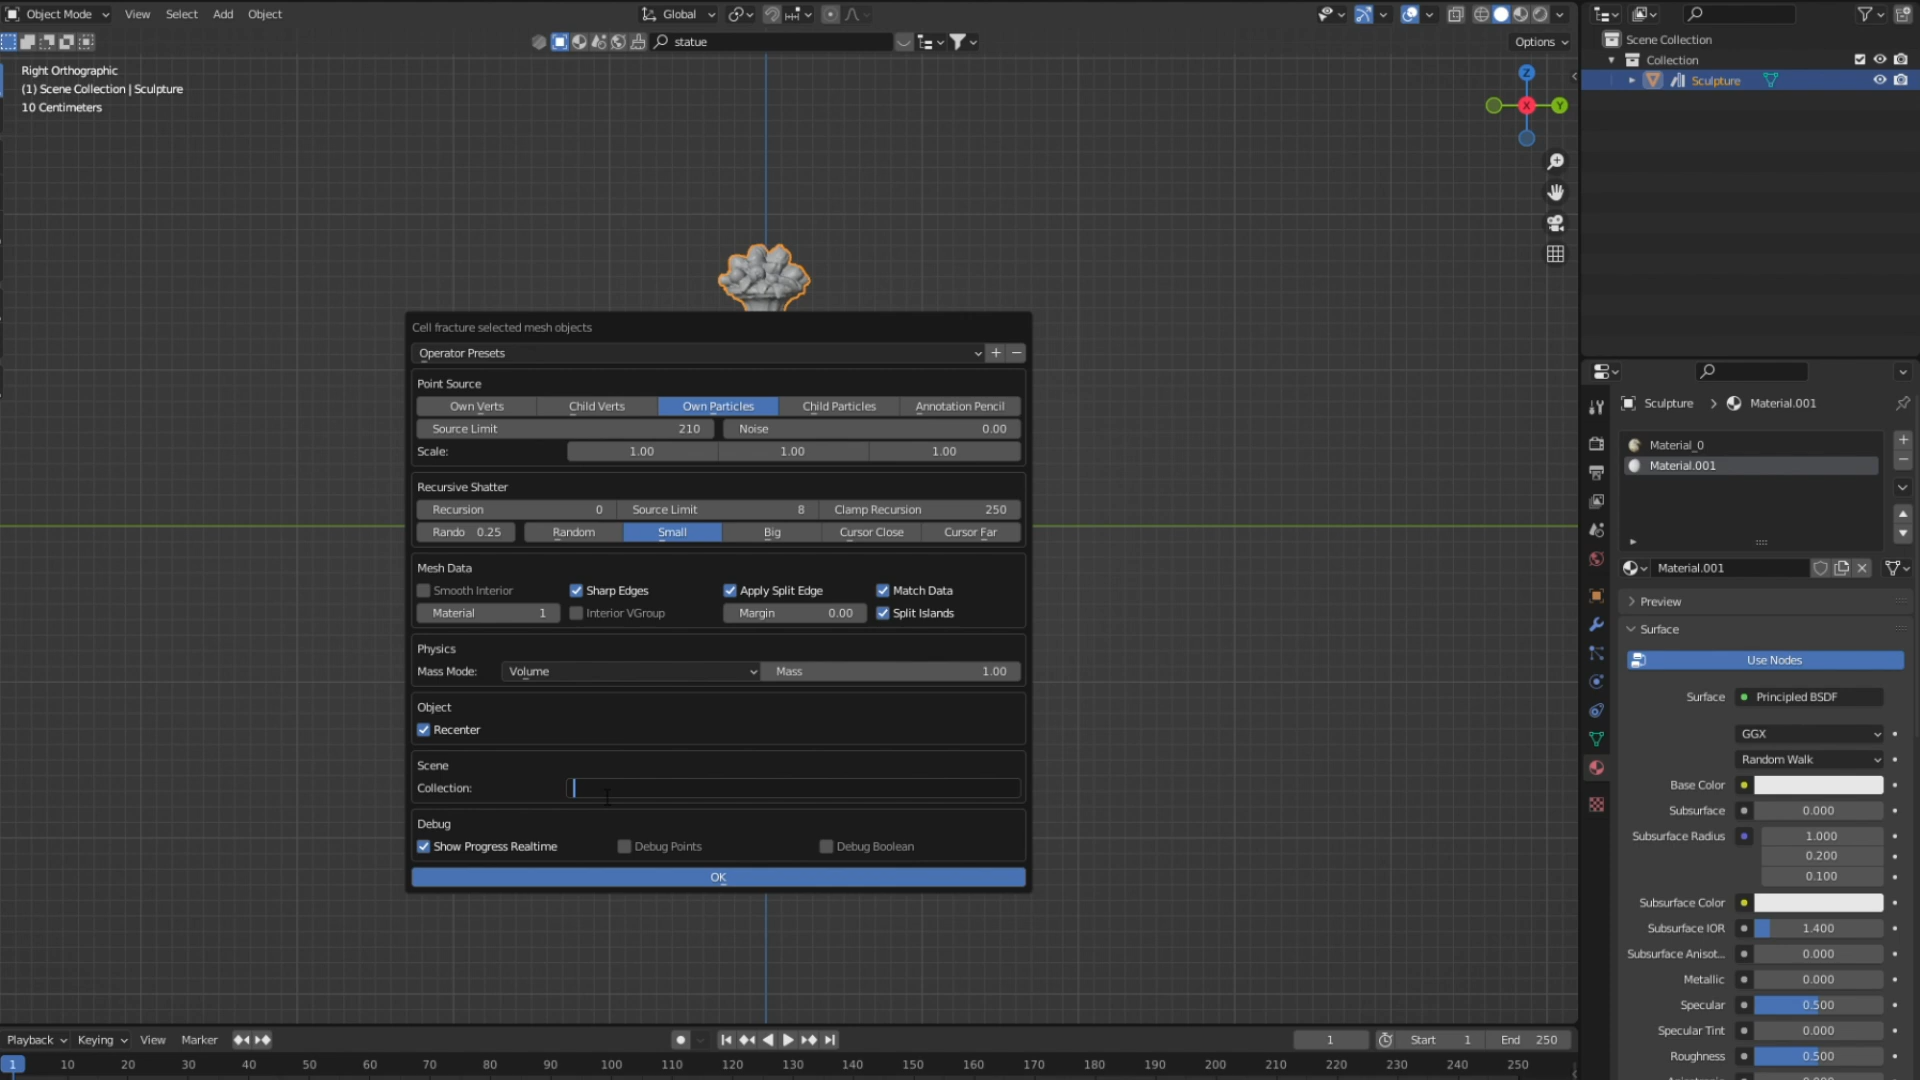 Object Mode View Select Add Object Global
statue Options
Right Orthographic
(1) Scene Collection | Sculpture
10 Centimeters
Z
X
Y
Cell fracture selected mesh objects
Operator Presets
Point Source
Own Verts Child Verts Own Particles Child Particles Annotation Pencil
Source Limit 210 Noise 0.00
Scale: 1.00 1.00 1.00
Recursive Shatter
Recursion 0 Source Limit 8 Clamp Recursion 250
Rando 0.25 Random Small Big Cursor Close Cursor Far
Mesh Data
Smooth Interior Sharp Edges Apply Split Edge Match Data
Material 1 Interior VGroup Margin 0.00 Split Islands
Physics
Mass Mode: Volume Mass 1.00
Object
Recenter
Scene
Collection:
Debug
Show Progress Realtime Debug Points Debug Boolean
OK
Scene Collection
Collection
Sculpture
Sculpture > Material.001
Material_0
Material.001
Material.001
Preview
Surface
Use Nodes
Surface Principled BSDF
GGX
Random Walk
Base Color
Subsurface 0.000
Subsurface Radius 1.000
0.200
0.100
Subsurface Color
Subsurface IOR 1.400
Subsurface Anisot... 0.000
Metallic 0.000
Specular 0.500
Specular Tint 0.000
Roughness 0.500
Playback Keying View Marker 1 Start 1 End 250
1 10 20 30 40 50 60 70 80 90 100 110 120 130 140 150 160 170 180 190 200 210 220 230 240 250